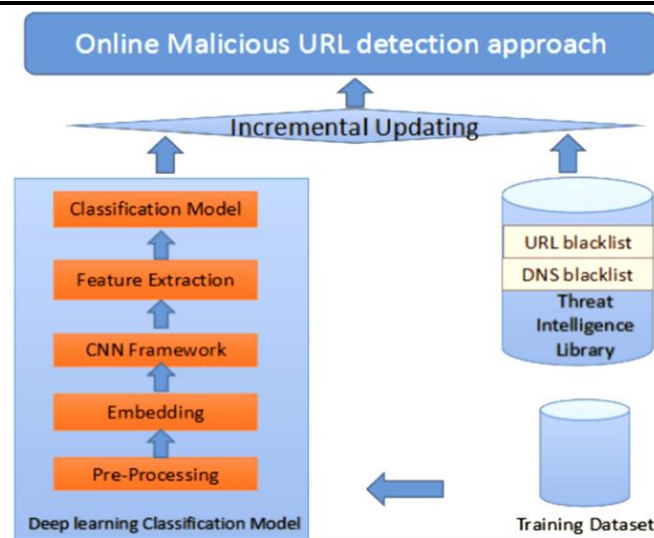 Online Malicious URL detection approach
Incremental Updating
Classification Model
Feature Extraction
CNN Framework
Embedding
Pre-Processing
Deep learning Classification Model
URL blacklist
DNS blacklist
Threat
Intelligence
Library
Training Dataset